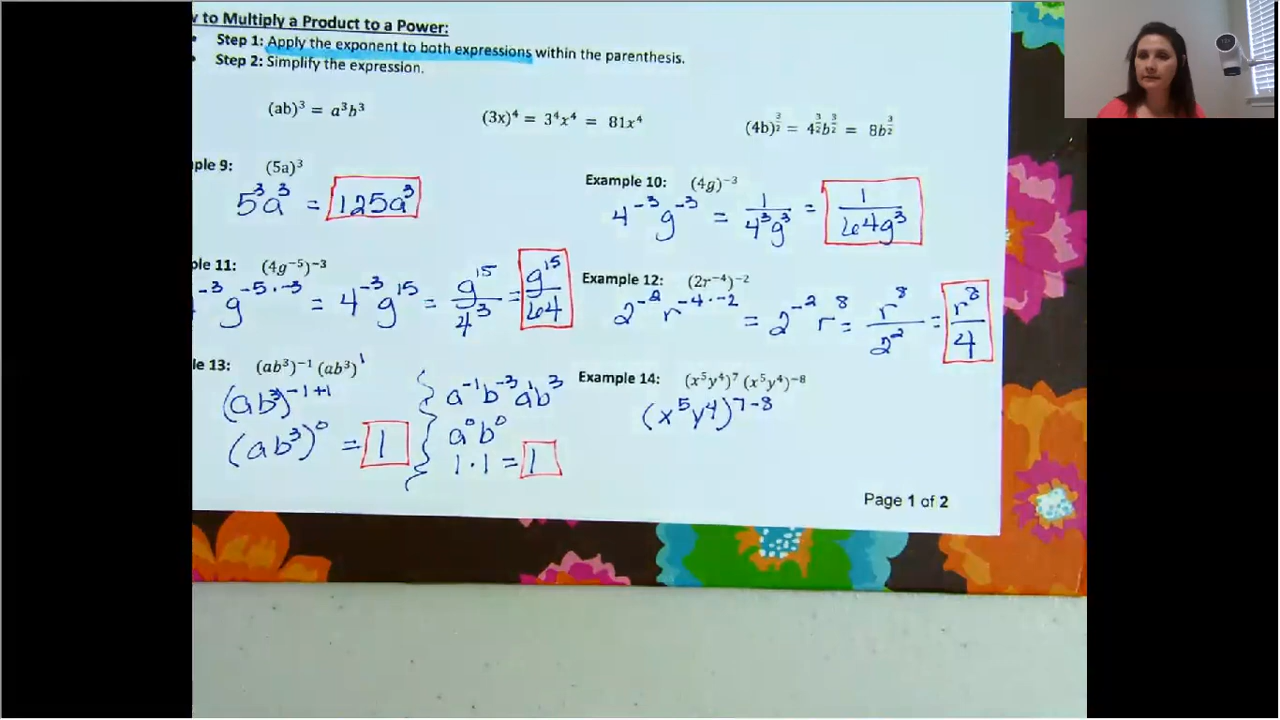 to Multiply a Product to a Power:
Step 1: Apply the exponent to both expressions within the parenthesis.
Step 2: Simplify the expression.
(ab)³ = a³b³
(3x)⁴ = 3⁴x⁴ = 81x⁴
(4b)^(3/2) = 4^(3/2)b^(3/2) = 8b^(3/2)
ple 9: (5a)³
5³a³ = 125a³
Example 10: (4g)⁻³
4⁻³g⁻³ = 1/(4³g³) = 1/(64g³)
ple 11: (4g⁻⁵)⁻³
⁻³g^(-5·-3) = 4⁻³g¹⁵ = g¹⁵/4³ = g¹⁵/64
Example 12: (2r⁻⁴)⁻²
2⁻²r^(-4·-2) = 2⁻²r⁸ = r⁸/2² = r⁸/4
le 13: (ab³)⁻¹ (ab³)¹
(ab³)⁻¹⁺¹
(ab³)⁰ = 1
a⁻¹b⁻³a¹b³
a⁰b⁰
1·1 = 1
Example 14: (x⁵y⁴)⁷ (x⁵y⁴)⁻⁸
(x⁵y⁴)⁷⁻⁸
Page 1 of 2